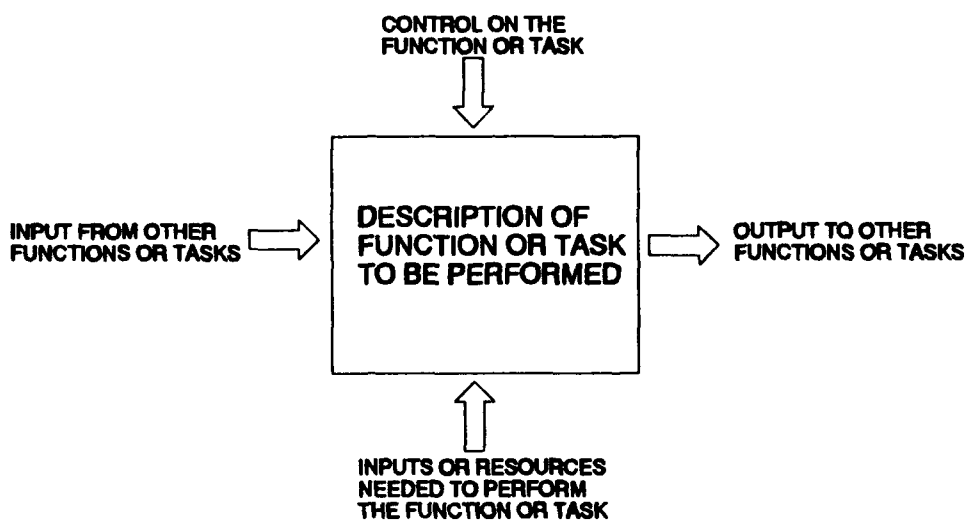 CONTROL ON THE
FUNCTION OR TASK
INPUT FROM OTHER
FUNCTIONS OR TASKS
DESCRIPTION OF
FUNCTION OR TASK
TO BE PERFORMED
OUTPUT TO OTHER
FUNCTIONS OR TASKS
INPUTS OR RESOURCES
NEEDED TO PERFORM
THE FUNCTION OR TASK